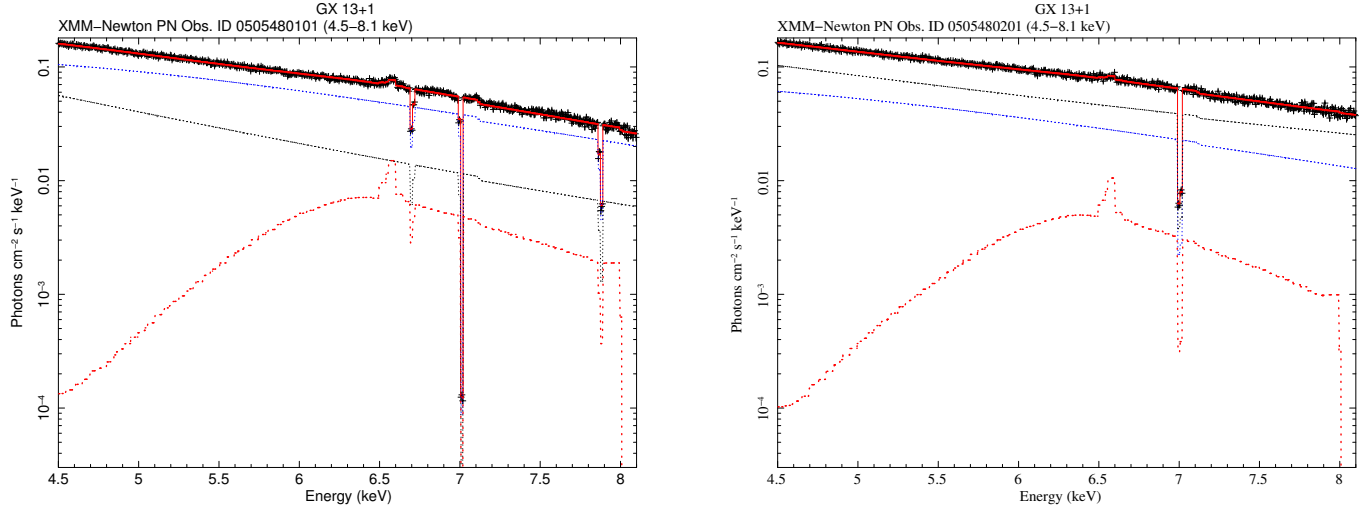 GX 13+1
XMM−Newton PN Obs. ID 0505480101 (4.5−8.1 keV)
Photons cm⁻² s⁻¹ keV⁻¹
0.1
0.01
10⁻³
10⁻⁴
4.5 5 5.5 6 6.5 7 7.5 8
Energy (keV)
GX 13+1
XMM−Newton PN Obs. ID 0505480201 (4.5−8.1 keV)
Photons cm⁻² s⁻¹ keV⁻¹
0.1
0.01
10⁻³
10⁻⁴
4.5 5 5.5 6 6.5 7 7.5 8
Energy (keV)